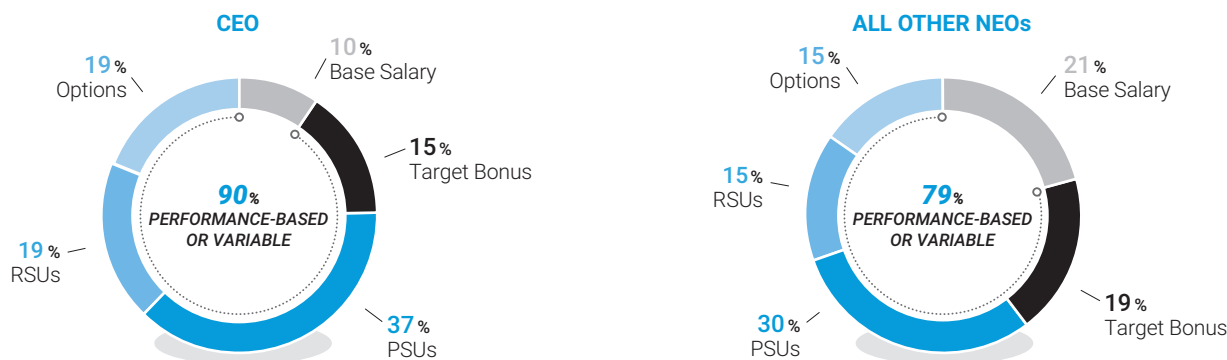 CEO
10%
Base Salary
15%
Target Bonus
37%
PSUs
19%
RSUs
19%
Options
90%
PERFORMANCE-BASED
OR VARIABLE
ALL OTHER NEOs
21%
Base Salary
19%
Target Bonus
30%
PSUs
15%
RSUs
15%
Options
79%
PERFORMANCE-BASED
OR VARIABLE